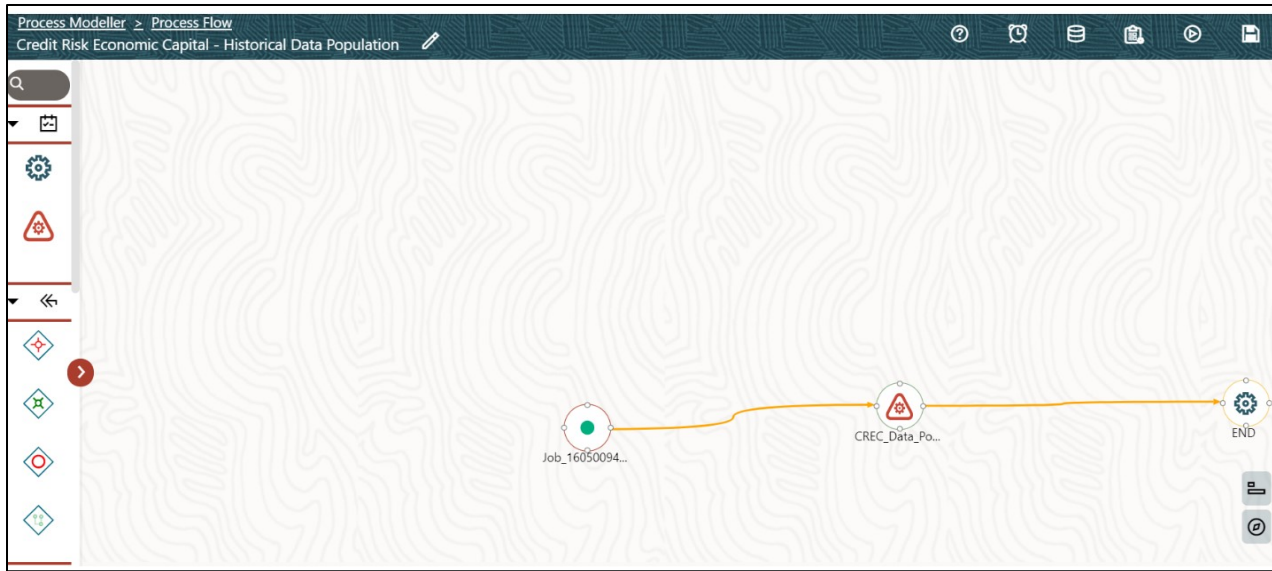 Process Modeller > Process Flow
Credit Risk Economic Capital - Historical Data Population
Job_16050094...
CREC_Data_Po...
END